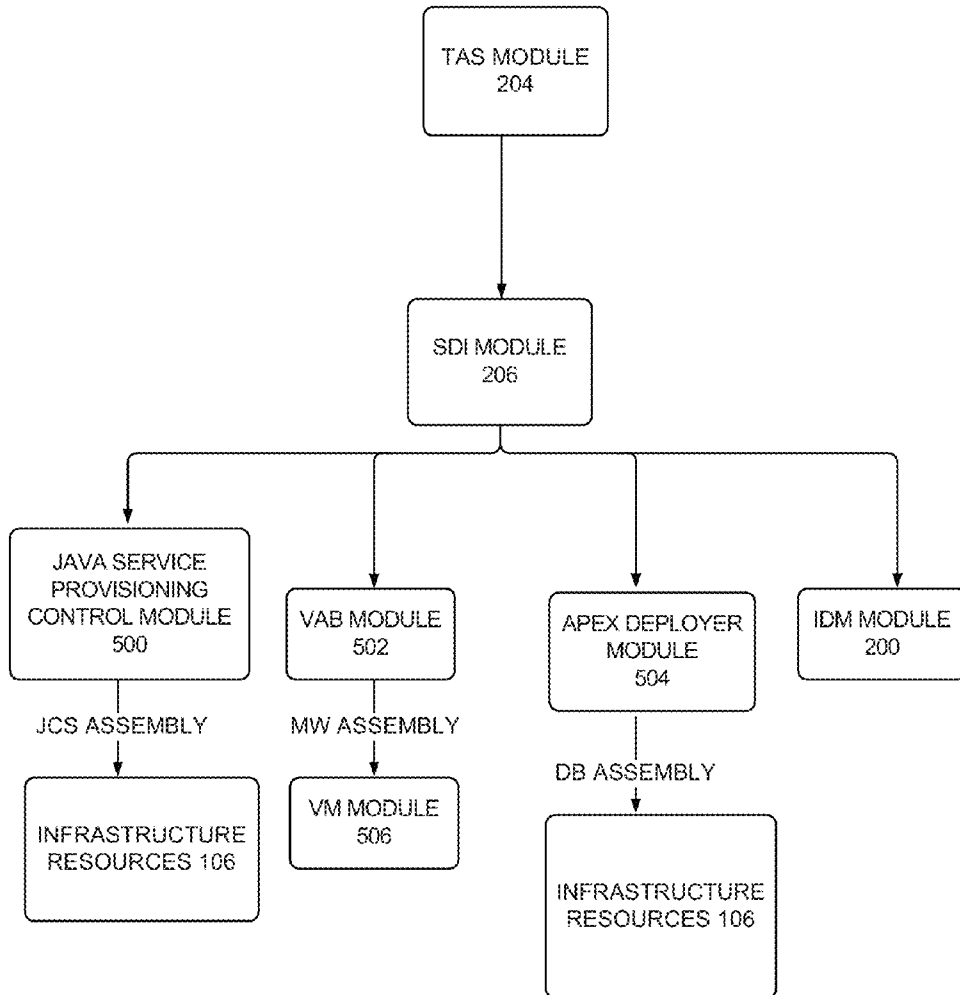 TAS MODULE
204
SDI MODULE
206
JAVA SERVICE
PROVISIONING
CONTROL MODULE
500
VAB MODULE
502
APEX DEPLOYER
MODULE
504
IDM MODULE
200
JCS ASSEMBLY
MW ASSEMBLY
DB ASSEMBLY
INFRASTRUCTURE
RESOURCES 106
VM MODULE
506
INFRASTRUCTURE
RESOURCES 106